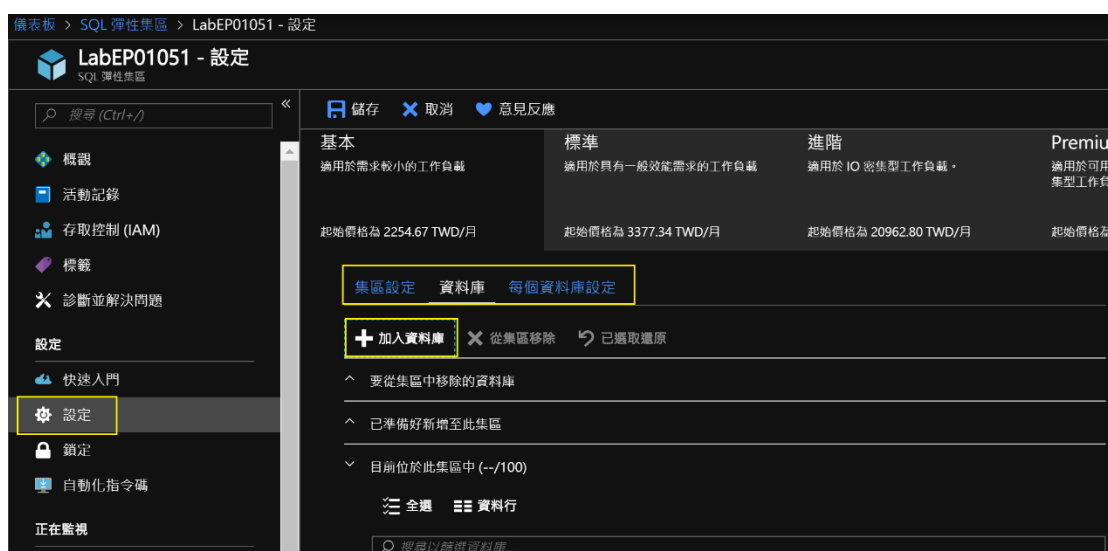 儀表板 > SQL 彈性集區 > LabEP01051 - 設定
LabEP01051 - 設定
SQL 彈性集區
搜尋 (Ctrl+/)
概觀
活動記錄
存取控制 (IAM)
標籤
診斷並解決問題
設定
快速入門
設定
鎖定
自動化指令碼
正在監視
儲存 取消 意見反應
基本 標準 進階 Premiu
適用於需求較小的工作負載 適用於具有一般效能需求的工作負載 適用於 IO 密集型工作負載。 適用於可用
集型工作負
起始價格為 2254.67 TWD/月 起始價格為 3377.34 TWD/月 起始價格為 20962.80 TWD/月 起始價格為
集區設定 資料庫 每個資料庫設定
加入資料庫 從集區移除 已選取還原
要從集區中移除的資料庫
已準備好新增至此集區
目前位於此集區中 (--/100)
全選 資料行
搜尋以篩選資料庫